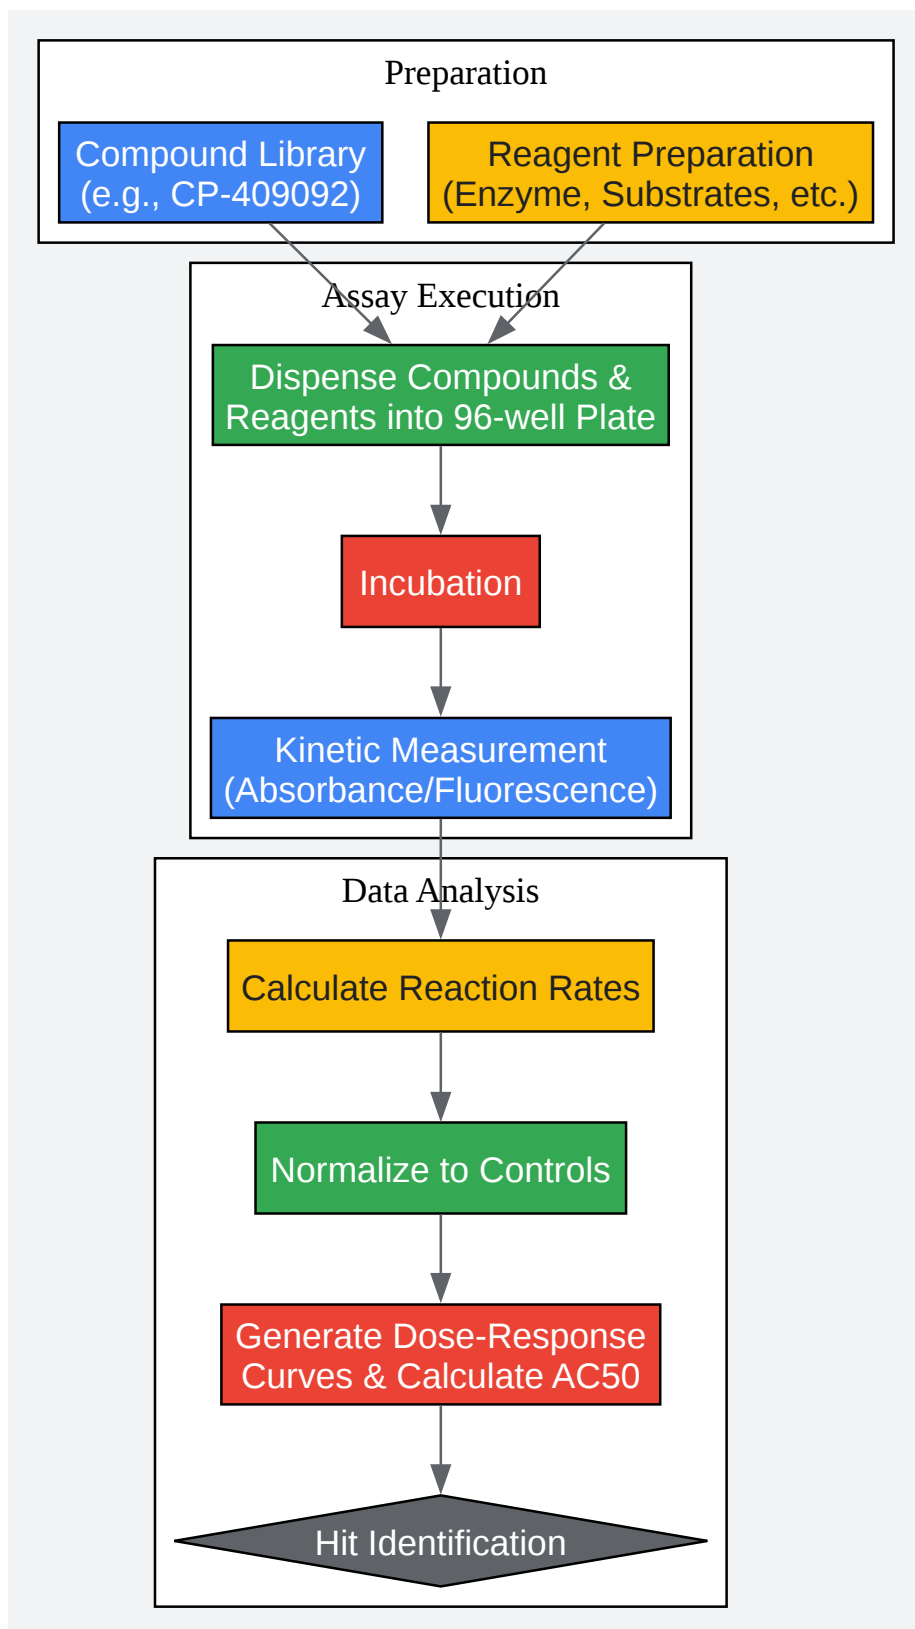 Preparation
Compound Library
(e.g., CP-409092)
Reagent Preparation
(Enzyme, Substrates, etc.)
Assay Execution
Dispense Compounds &
Reagents into 96-well Plate
Incubation
Kinetic Measurement
(Absorbance/Fluorescence)
Data Analysis
Calculate Reaction Rates
Normalize to Controls
Generate Dose-Response
Curves & Calculate AC50
Hit Identification